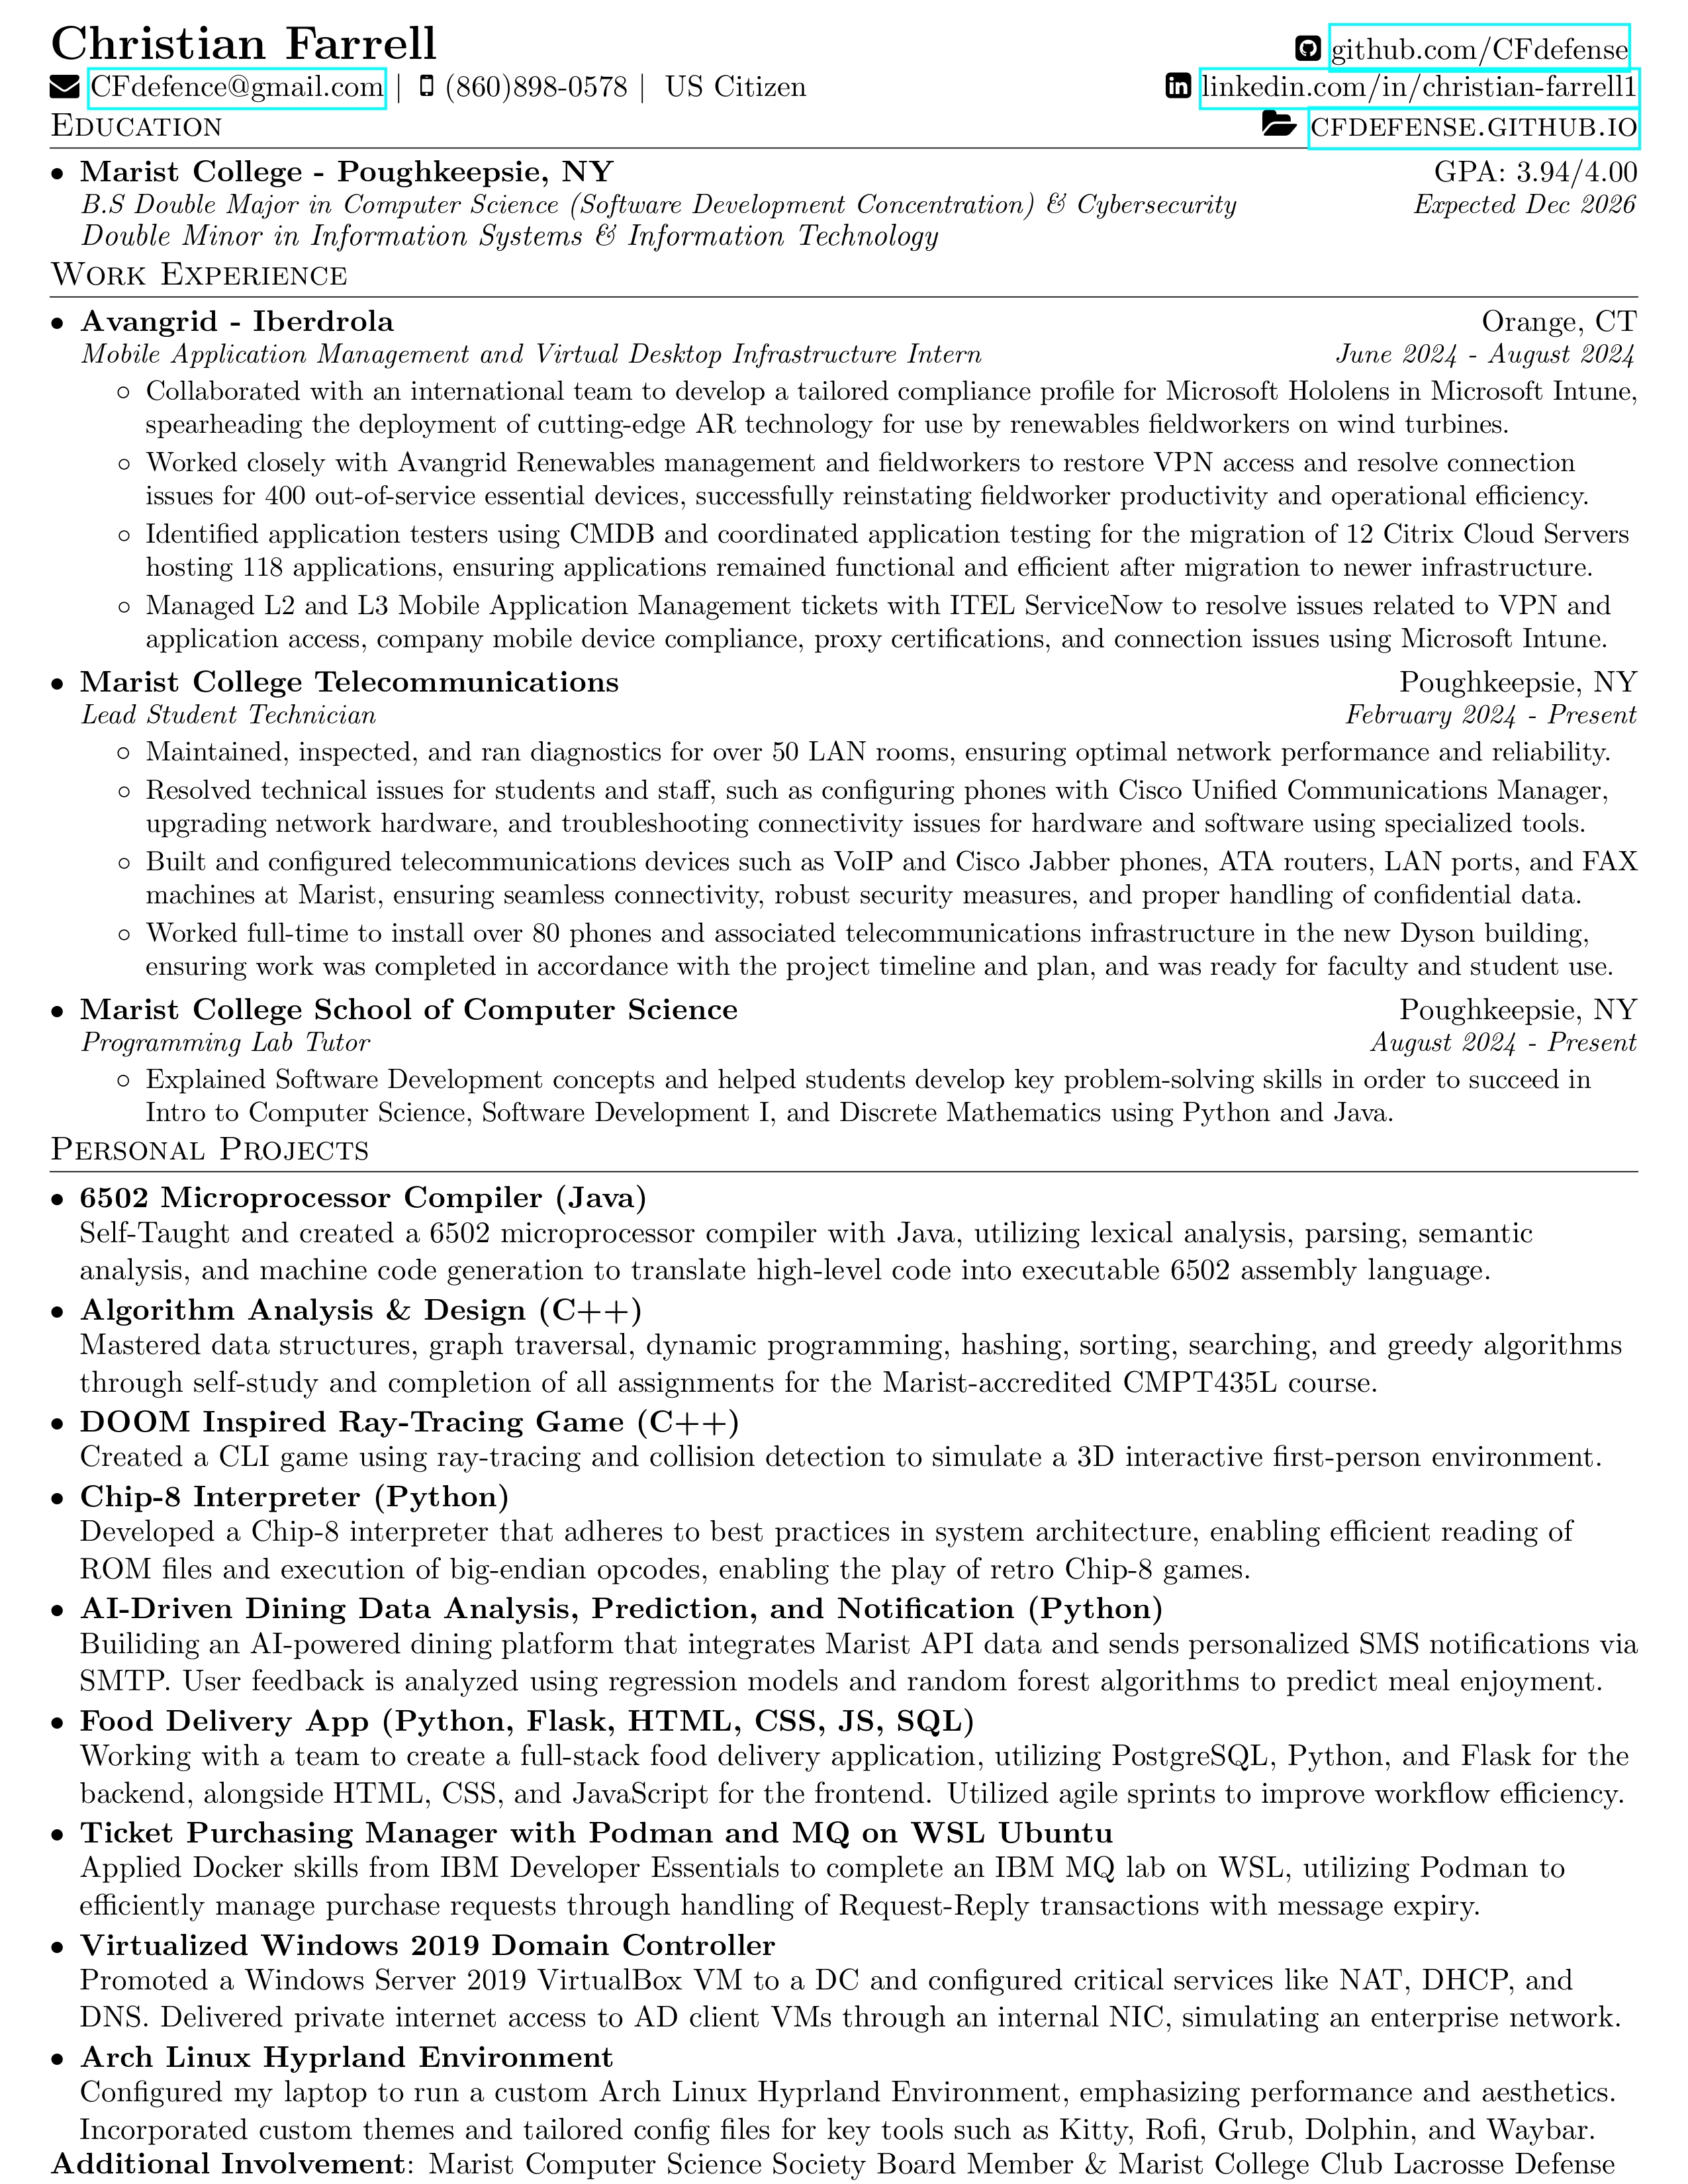 Christian Farrell
github.com/CFdefense
CFdefence@gmail.com | (860)898-0578 | US Citizen
linkedin.com/in/christian-farrell1
EDUCATION
CFDEFENSE.GITHUB.IO
• Marist College - Poughkeepsie, NY GPA: 3.94/4.00
B.S Double Major in Computer Science (Software Development Concentration) & Cybersecurity Expected Dec 2026
Double Minor in Information Systems & Information Technology
WORK EXPERIENCE
• Avangrid - Iberdrola Orange, CT
Mobile Application Management and Virtual Desktop Infrastructure Intern June 2024 - August 2024
◦ Collaborated with an international team to develop a tailored compliance profile for Microsoft Hololens in Microsoft Intune,
spearheading the deployment of cutting-edge AR technology for use by renewables fieldworkers on wind turbines.
◦ Worked closely with Avangrid Renewables management and fieldworkers to restore VPN access and resolve connection
issues for 400 out-of-service essential devices, successfully reinstating fieldworker productivity and operational efficiency.
◦ Identified application testers using CMDB and coordinated application testing for the migration of 12 Citrix Cloud Servers
hosting 118 applications, ensuring applications remained functional and efficient after migration to newer infrastructure.
◦ Managed L2 and L3 Mobile Application Management tickets with ITEL ServiceNow to resolve issues related to VPN and
application access, company mobile device compliance, proxy certifications, and connection issues using Microsoft Intune.
• Marist College Telecommunications Poughkeepsie, NY
Lead Student Technician February 2024 - Present
◦ Maintained, inspected, and ran diagnostics for over 50 LAN rooms, ensuring optimal network performance and reliability.
◦ Resolved technical issues for students and staff, such as configuring phones with Cisco Unified Communications Manager,
upgrading network hardware, and troubleshooting connectivity issues for hardware and software using specialized tools.
◦ Built and configured telecommunications devices such as VoIP and Cisco Jabber phones, ATA routers, LAN ports, and FAX
machines at Marist, ensuring seamless connectivity, robust security measures, and proper handling of confidential data.
◦ Worked full-time to install over 80 phones and associated telecommunications infrastructure in the new Dyson building,
ensuring work was completed in accordance with the project timeline and plan, and was ready for faculty and student use.
• Marist College School of Computer Science Poughkeepsie, NY
Programming Lab Tutor August 2024 - Present
◦ Explained Software Development concepts and helped students develop key problem-solving skills in order to succeed in
Intro to Computer Science, Software Development I, and Discrete Mathematics using Python and Java.
PERSONAL PROJECTS
• 6502 Microprocessor Compiler (Java)
Self-Taught and created a 6502 microprocessor compiler with Java, utilizing lexical analysis, parsing, semantic
analysis, and machine code generation to translate high-level code into executable 6502 assembly language.
• Algorithm Analysis & Design (C++)
Mastered data structures, graph traversal, dynamic programming, hashing, sorting, searching, and greedy algorithms
through self-study and completion of all assignments for the Marist-accredited CMPT435L course.
• DOOM Inspired Ray-Tracing Game (C++)
Created a CLI game using ray-tracing and collision detection to simulate a 3D interactive first-person environment.
• Chip-8 Interpreter (Python)
Developed a Chip-8 interpreter that adheres to best practices in system architecture, enabling efficient reading of
ROM files and execution of big-endian opcodes, enabling the play of retro Chip-8 games.
• AI-Driven Dining Data Analysis, Prediction, and Notification (Python)
Builiding an AI-powered dining platform that integrates Marist API data and sends personalized SMS notifications via
SMTP. User feedback is analyzed using regression models and random forest algorithms to predict meal enjoyment.
• Food Delivery App (Python, Flask, HTML, CSS, JS, SQL)
Working with a team to create a full-stack food delivery application, utilizing PostgreSQL, Python, and Flask for the
backend, alongside HTML, CSS, and JavaScript for the frontend. Utilized agile sprints to improve workflow efficiency.
• Ticket Purchasing Manager with Podman and MQ on WSL Ubuntu
Applied Docker skills from IBM Developer Essentials to complete an IBM MQ lab on WSL, utilizing Podman to
efficiently manage purchase requests through handling of Request-Reply transactions with message expiry.
• Virtualized Windows 2019 Domain Controller
Promoted a Windows Server 2019 VirtualBox VM to a DC and configured critical services like NAT, DHCP, and
DNS. Delivered private internet access to AD client VMs through an internal NIC, simulating an enterprise network.
• Arch Linux Hyprland Environment
Configured my laptop to run a custom Arch Linux Hyprland Environment, emphasizing performance and aesthetics.
Incorporated custom themes and tailored config files for key tools such as Kitty, Rofi, Grub, Dolphin, and Waybar.
Additional Involvement: Marist Computer Science Society Board Member & Marist College Club Lacrosse Defense